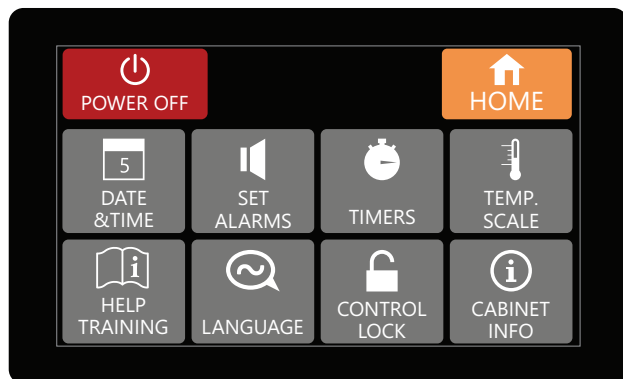 POWER OFF
HOME
5
DATE
&TIME
SET
ALARMS
TIMERS
TEMP.
SCALE
i
HELP
TRAINING
LANGUAGE
CONTROL
LOCK
i
CABINET
INFO